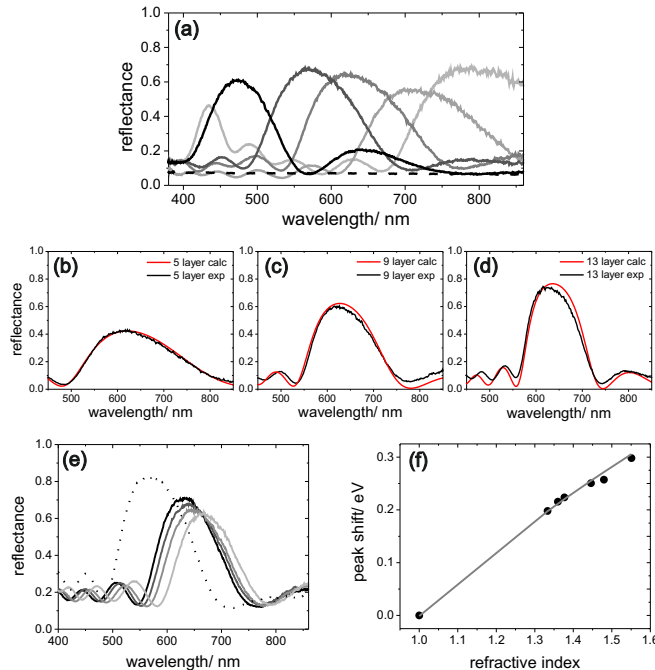 (a)
1.0
0.8
0.6
0.4
0.2
0.0
reflectance
400 500 600 700 800
wavelength/ nm
(b)
5 layer calc
5 layer exp
1.0
0.8
0.6
0.4
0.2
0.0
reflectance
500 600 700 800
wavelength/ nm
(c)
9 layer calc
9 layer exp
1.0
0.8
0.6
0.4
0.2
0.0
500 600 700 800
wavelength/ nm
(d)
13 layer calc
13 layer exp
1.0
0.8
0.6
0.4
0.2
0.0
500 600 700 800
wavelength/ nm
(e)
1.0
0.8
0.6
0.4
0.2
0.0
reflectance
400 500 600 700 800
wavelength/ nm
(f)
0.3
0.2
0.1
0.0
peak shift/ eV
1.0 1.1 1.2 1.3 1.4 1.5 1.6
refractive index